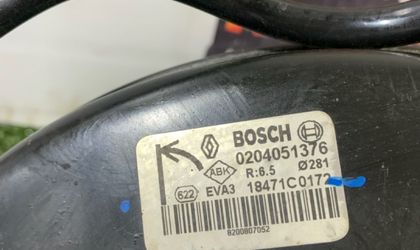 BOSCH
0204051376
ABK R:6.5 Ø281
622 EVA3 18471C0172
8200807052